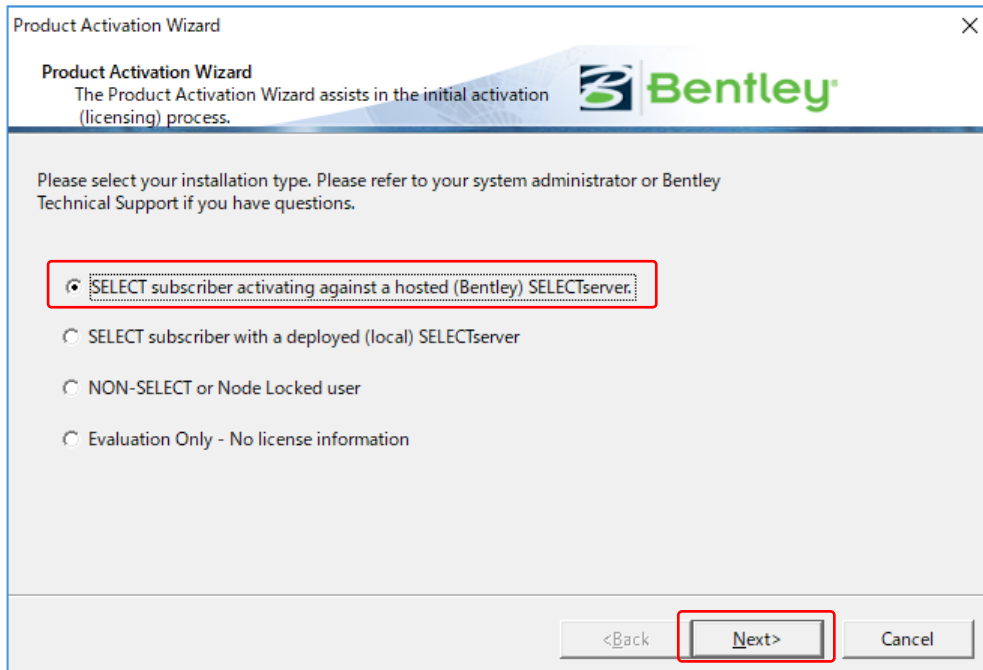 Product Activation Wizard
Product Activation Wizard
The Product Activation Wizard assists in the initial activation
(licensing) process.
Bentley®
Please select your installation type. Please refer to your system administrator or Bentley
Technical Support if you have questions.
SELECT subscriber activating against a hosted (Bentley) SELECTserver.
SELECT subscriber with a deployed (local) SELECTserver
NON-SELECT or Node Locked user
Evaluation Only - No license information
<Back Next> Cancel